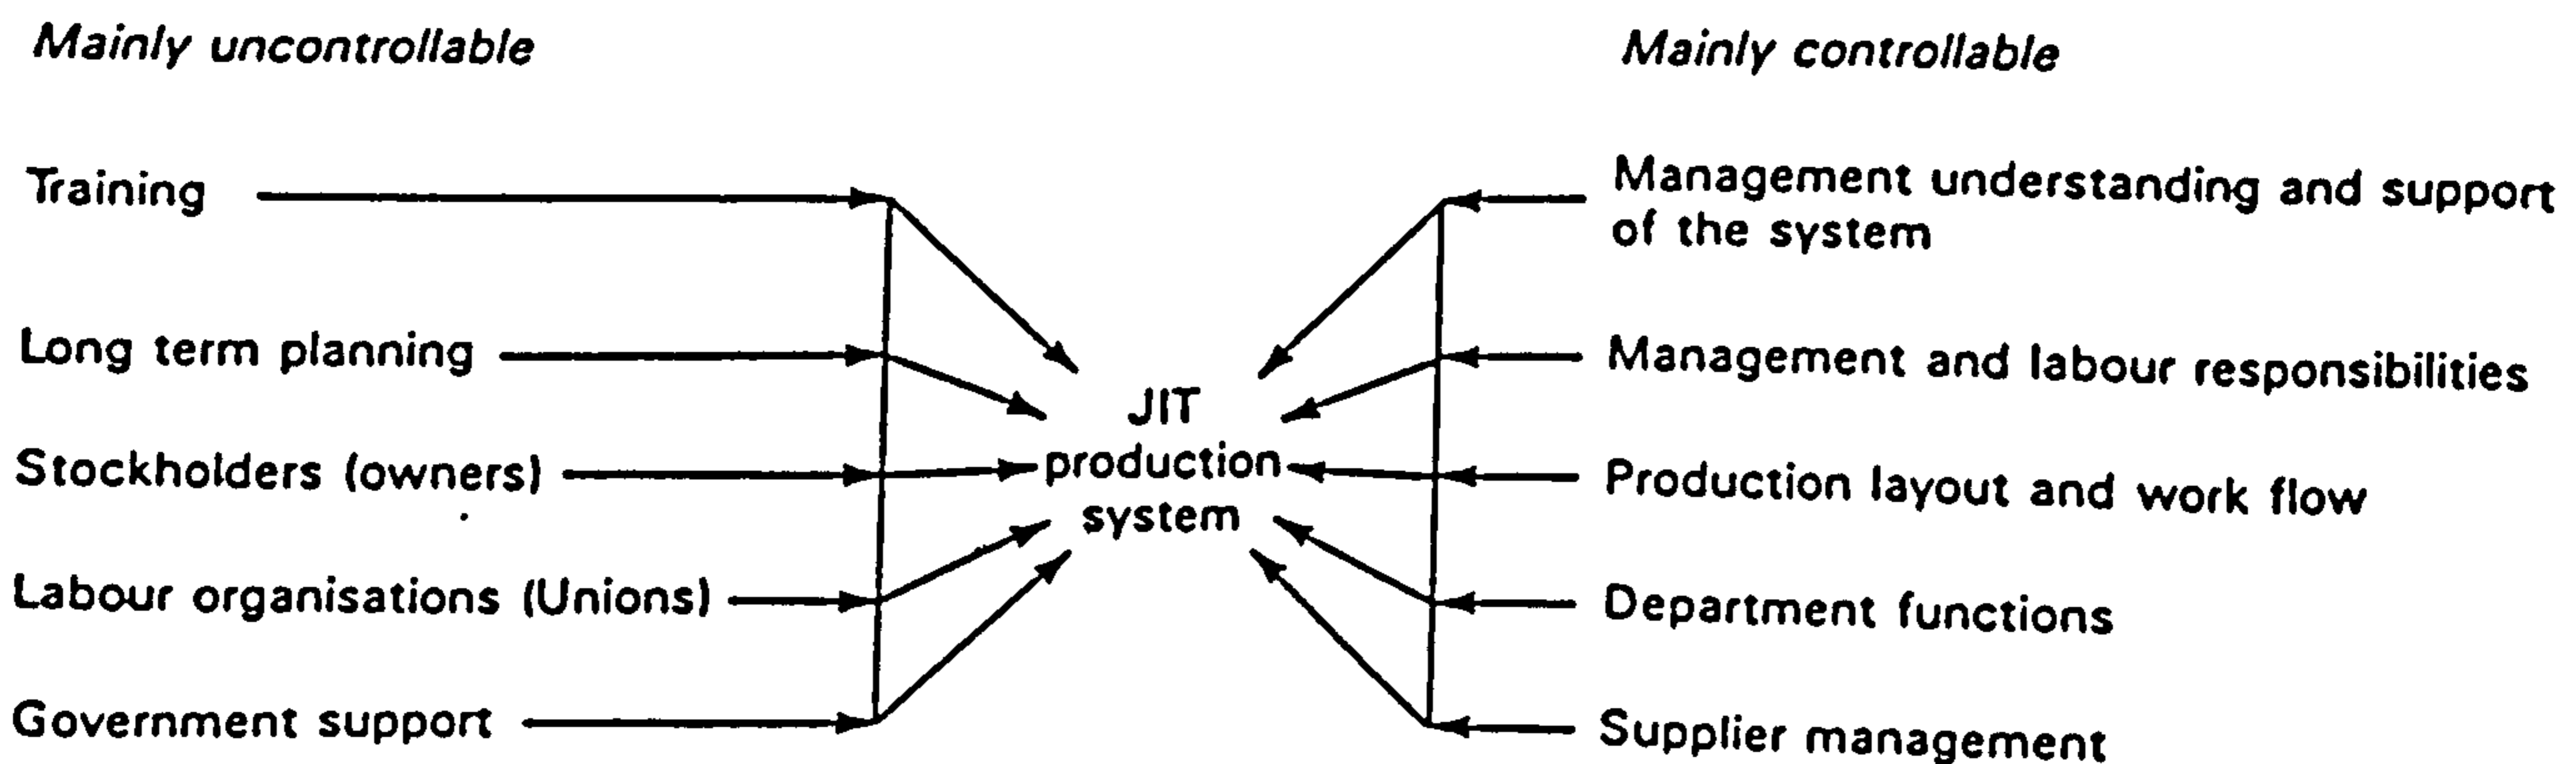 Mainly uncontrollable
Mainly controllable
Training
Management understanding and support
of the system
Long term planning
Management and labour responsibilities
JIT
production
system
Stockholders (owners)
Production layout and work flow
Labour organisations (Unions)
Department functions
Government support
Supplier management